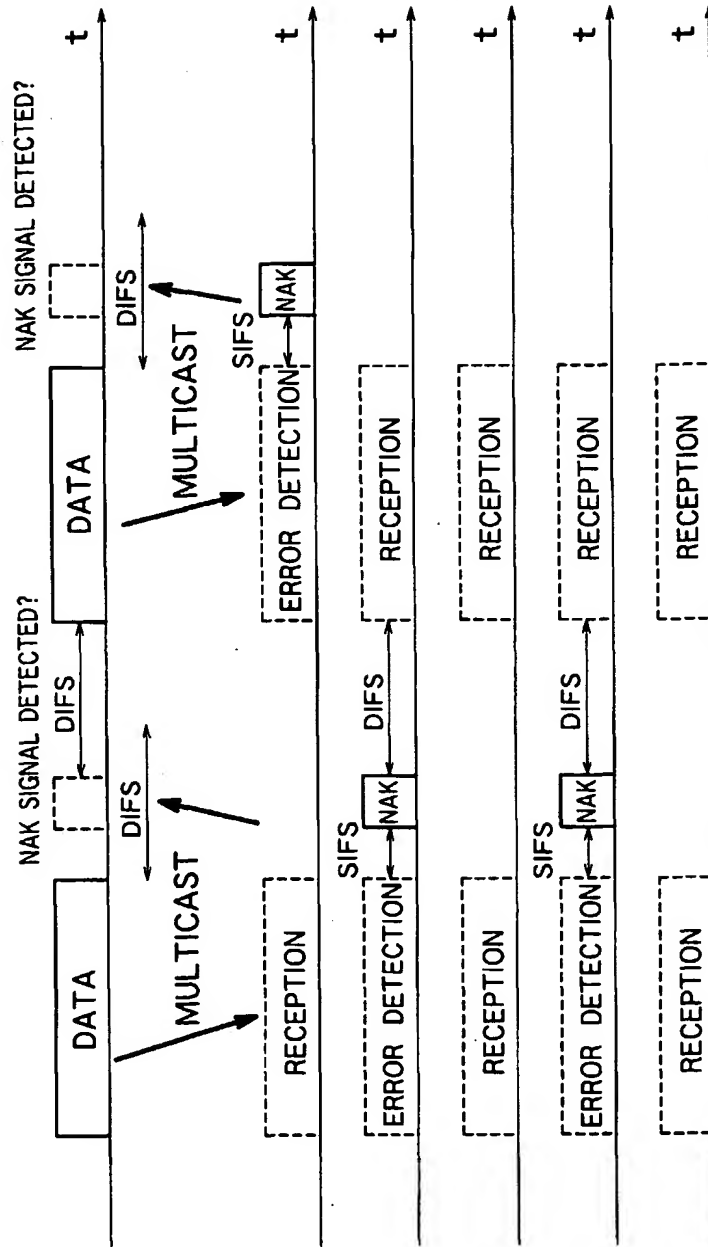 NAK SIGNAL DETECTED? NAK SIGNAL DETECTED?
DATA DIFS DATA t
DIFS DIFS
MULTICAST MULTICAST
SIFS
RECEPTION ERROR DETECTION NAK t
SIFS DIFS
ERROR DETECTION NAK RECEPTION t
RECEPTION RECEPTION t
SIFS DIFS
ERROR DETECTION NAK RECEPTION t
RECEPTION RECEPTION t